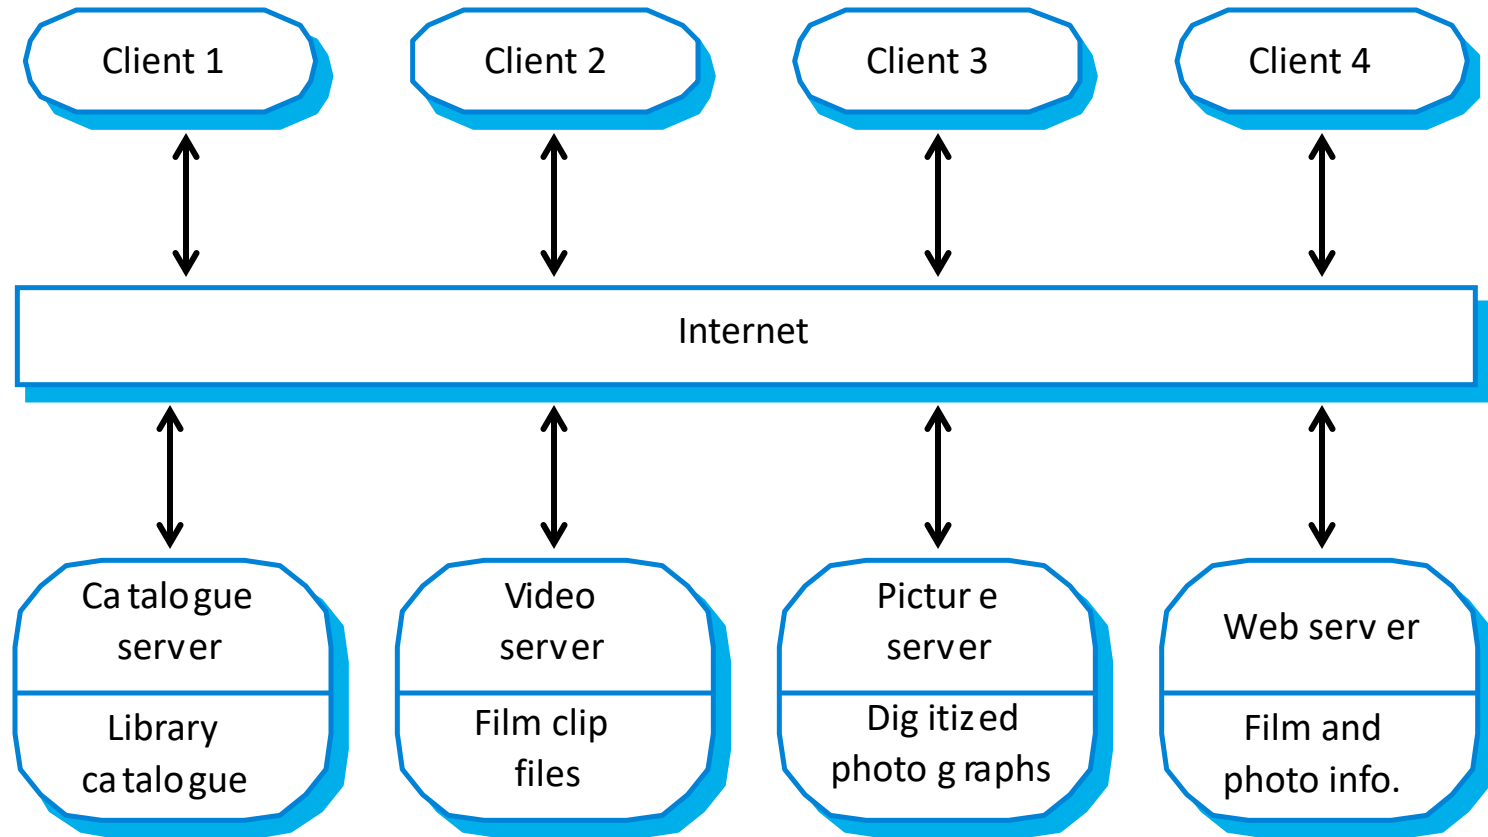 Client 1
Client 2
Client 3
Client 4
Internet
Catalogue
server
Library
catalogue
Video
server
Film clip
files
Picture
server
Digitized
photographs
Web server
Film and
photo info.